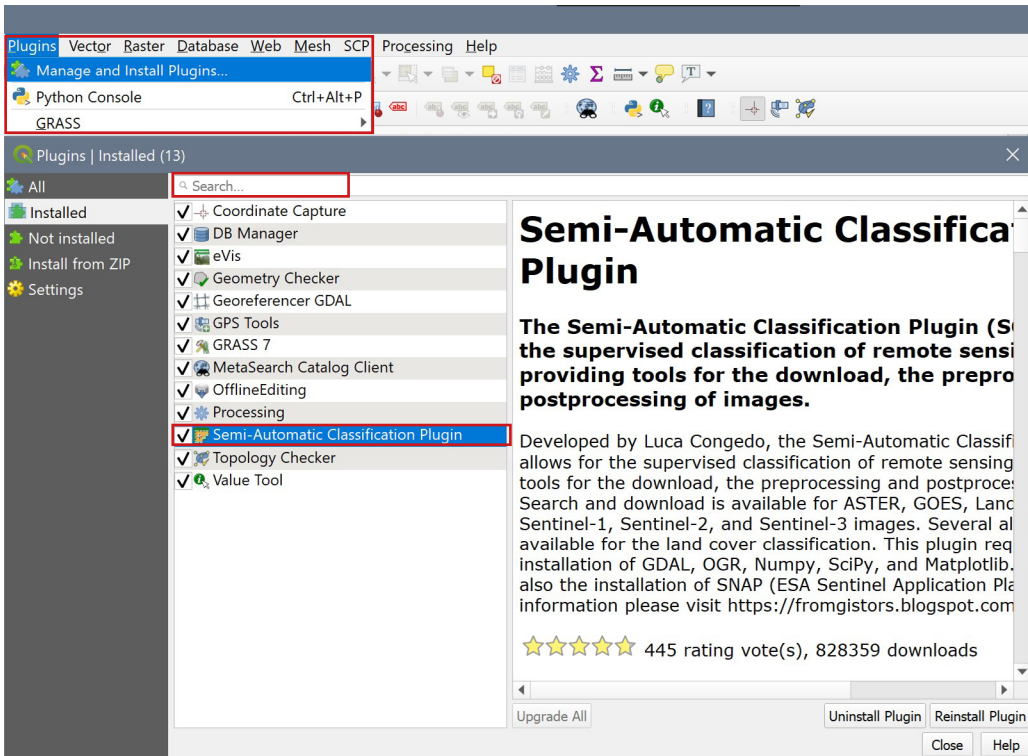 Plugins Vector Raster Database Web Mesh SCP Processing Help
Manage and Install Plugins...
Python Console Ctrl+Alt+P
GRASS
abc
abc abc abc abc abc
Plugins | Installed (13)
All
Installed
Not installed
Install from ZIP
Settings
Search...
Coordinate Capture
DB Manager
eVis
Geometry Checker
Georeferencer GDAL
GPS Tools
GRASS 7
MetaSearch Catalog Client
OfflineEditing
Processing
Semi-Automatic Classification Plugin
Topology Checker
Value Tool
Semi-Automatic Classifica
Plugin
The Semi-Automatic Classification Plugin (S
the supervised classification of remote sensi
providing tools for the download, the prepro
postprocessing of images.
Developed by Luca Congedo, the Semi-Automatic Classifi
allows for the supervised classification of remote sensing
tools for the download, the preprocessing and postproces
Search and download is available for ASTER, GOES, Land
Sentinel-1, Sentinel-2, and Sentinel-3 images. Several al
available for the land cover classification. This plugin req
installation of GDAL, OGR, Numpy, SciPy, and Matplotlib.
also the installation of SNAP (ESA Sentinel Application Pla
information please visit https://fromgistors.blogspot.com
445 rating vote(s), 828359 downloads
Upgrade All
Uninstall Plugin
Reinstall Plugin
Close
Help